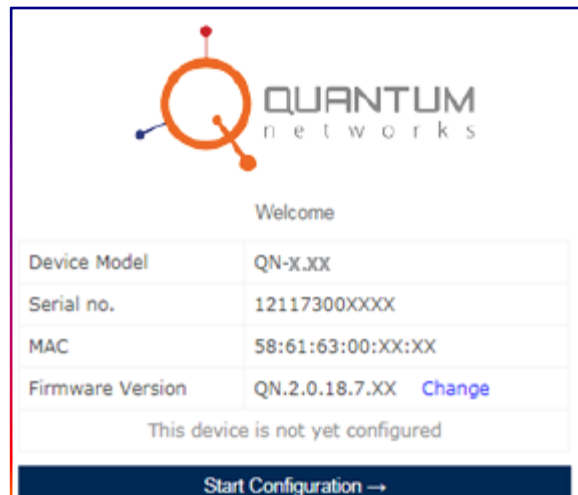 QUANTUM
networks
Welcome
Device Model QN-X.XX
Serial no. 12117300XXXX
MAC 58:61:63:00:XX:XX
Firmware Version QN.2.0.18.7.XX Change
This device is not yet configured
Start Configuration →